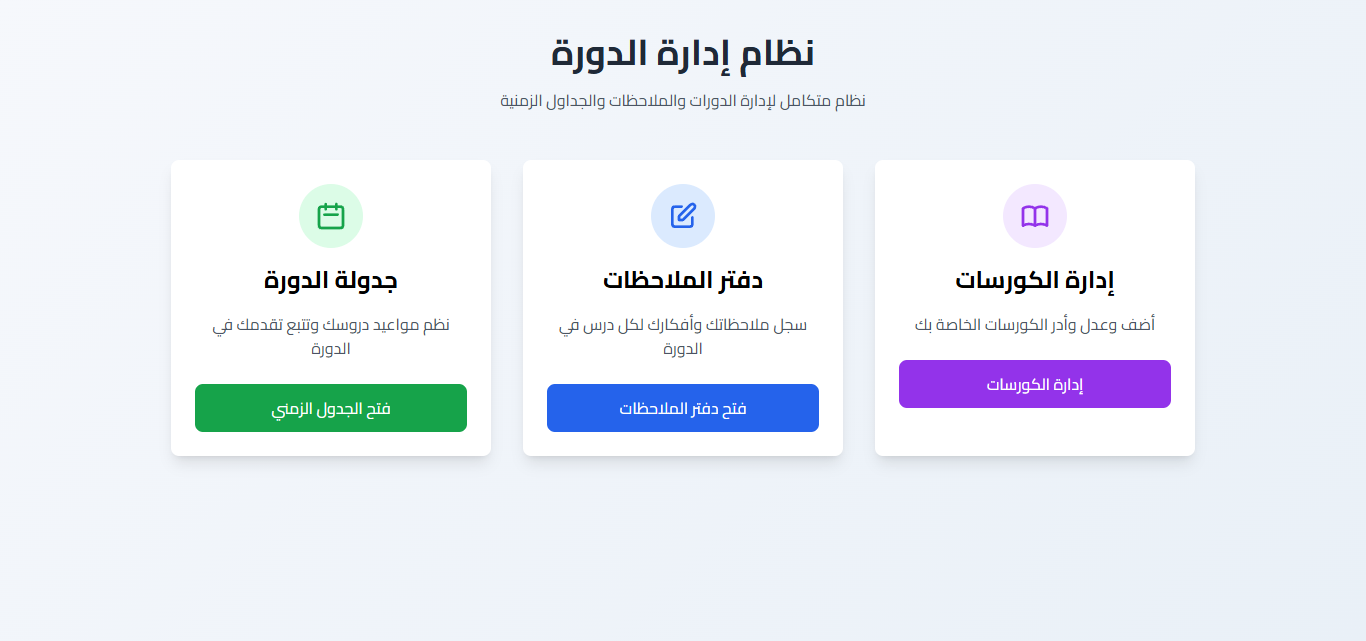 نظام إدارة الدورة
نظام متكامل لإدارة الدورات والملاحظات والجداول الزمنية
إدارة الكورسات
أضف وعدل وأدر الكورسات الخاصة بك
إدارة الكورسات
دفتر الملاحظات
سجل ملاحظاتك وأفكارك لكل درس في
الدورة
فتح دفتر الملاحظات
جدولة الدورة
نظم مواعيد دروسك وتتبع تقدمك في
الدورة
فتح الجدول الزمني